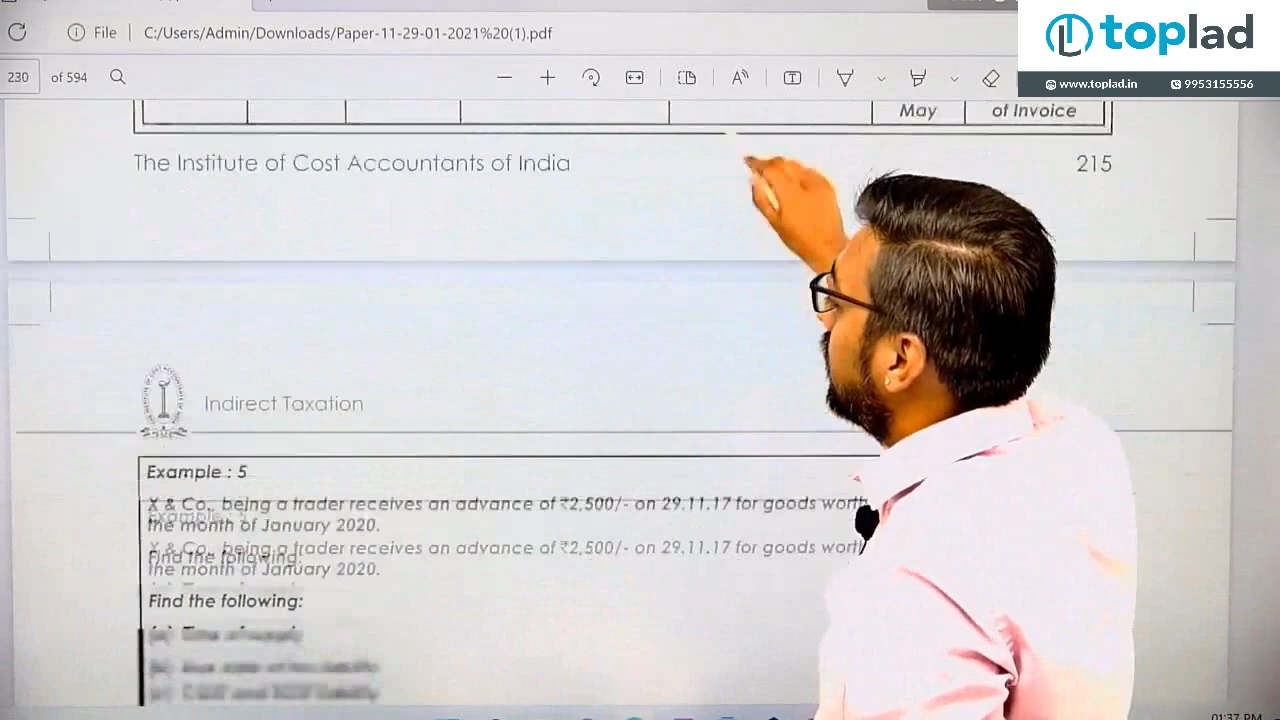 File C:/Users/Admin/Downloads/Paper-11-29-01-2021%20(1).pdf
toplad
www.toplad.in 9953155556
230 of 594
May of Invoice
The Institute of Cost Accountants of India 215
Indirect Taxation
Example : 5
X & Co., being a trader receives an advance of ₹2,500/- on 29.11.17 for goods worth
the month of January 2020.
X & Co., being a trader receives an advance of ₹2,500/- on 29.11.17 for goods worth
the month of January 2020.
Find the following:
Find the following:
01:37 PM